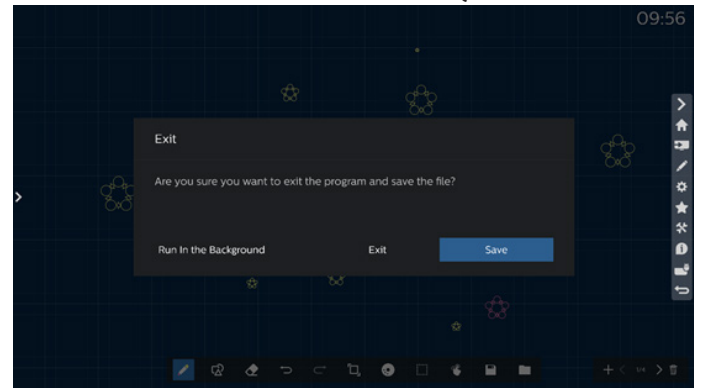 09:56
Exit
Are you sure you want to exit the program and save the file?
Run In the Background Exit Save